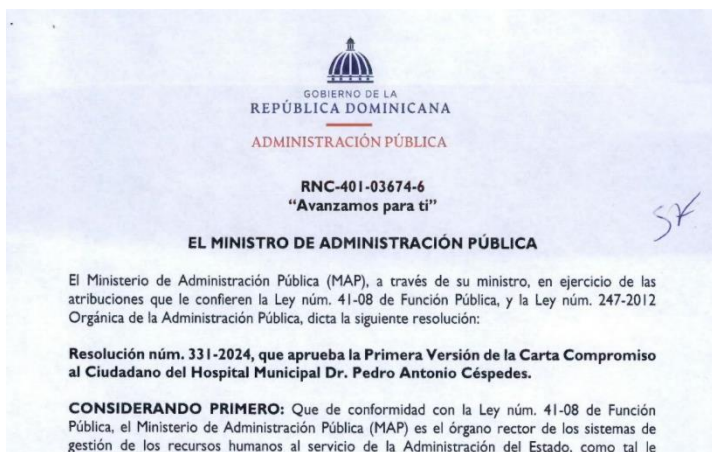 GOBIERNO DE LA
REPÚBLICA DOMINICANA
ADMINISTRACIÓN PÚBLICA
RNC-401-03674-6
“Avanzamos para ti”
EL MINISTRO DE ADMINISTRACIÓN PÚBLICA
El Ministerio de Administración Pública (MAP), a través de su ministro, en ejercicio de las
atribuciones que le confieren la Ley núm. 41-08 de Función Pública, y la Ley núm. 247-2012
Orgánica de la Administración Pública, dicta la siguiente resolución:
Resolución núm. 331-2024, que aprueba la Primera Versión de la Carta Compromiso
al Ciudadano del Hospital Municipal Dr. Pedro Antonio Céspedes.
CONSIDERANDO PRIMERO: Que de conformidad con la Ley núm. 41-08 de Función
Pública, el Ministerio de Administración Pública (MAP) es el órgano rector de los sistemas de
gestión de los recursos humanos al servicio de la Administración del Estado, como tal le